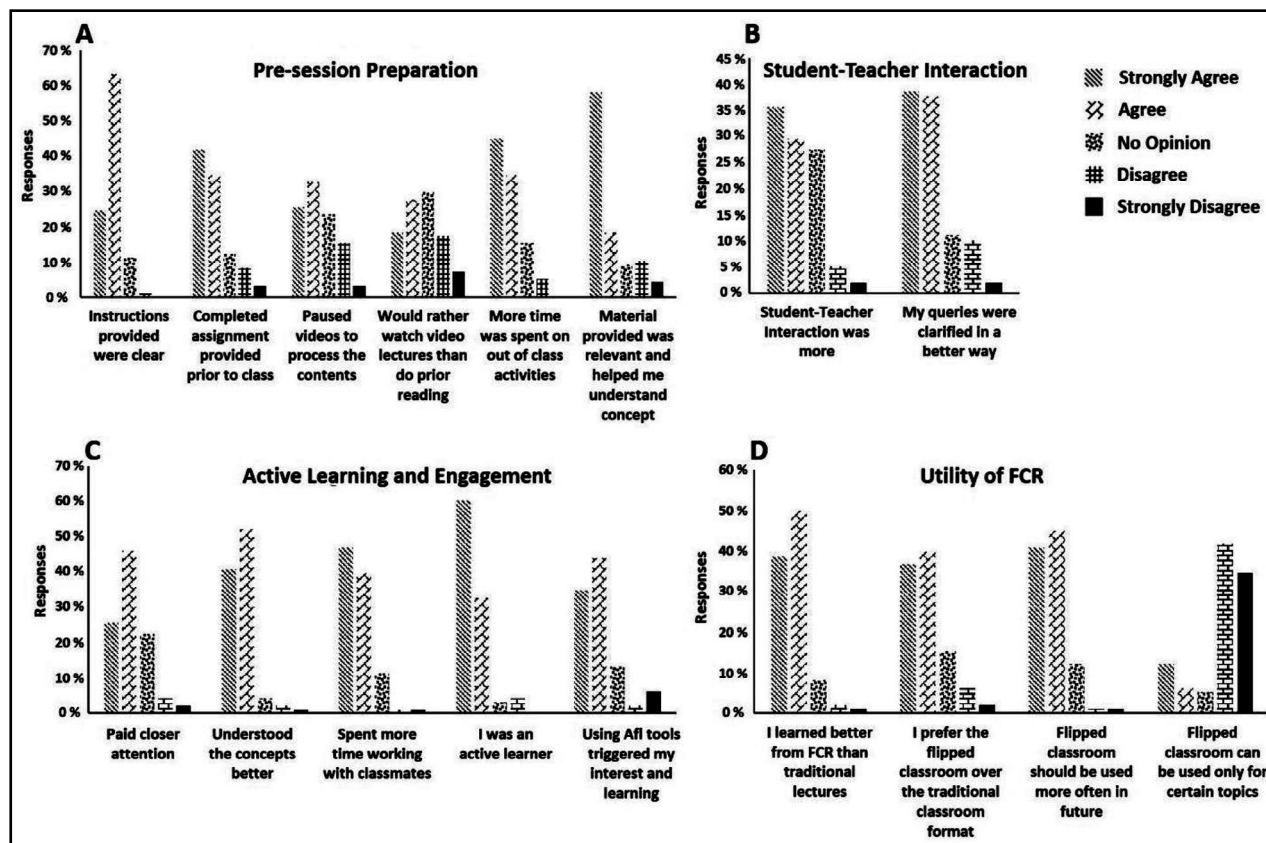 A
Pre-session Preparation
Responses
70 %
60 %
50 %
40 %
30 %
20 %
10 %
0 %
Instructions
provided
were clear
Completed
assignment
provided
prior to class
Paused
videos to
process the
contents
Would rather
watch video
lectures than
do prior
reading
More time
was spent on
out of class
activities
Material
provided was
relevant and
helped me
understand
concept
B
Student-Teacher Interaction
Responses
45 %
40 %
35 %
30 %
25 %
20 %
15 %
10 %
5 %
0 %
Student-Teacher
Interaction was
more
My queries were
clarified in a
better way
Strongly Agree
Agree
No Opinion
Disagree
Strongly Disagree
C
Active Learning and Engagement
Responses
70 %
60 %
50 %
40 %
30 %
20 %
10 %
0 %
Paid closer
attention
Understood
the concepts
better
Spent more
time working
with classmates
I was an
active learner
Using Afl tools
triggered my
interest and
learning
D
Utility of FCR
Responses
60 %
50 %
40 %
30 %
20 %
10 %
0 %
I learned better
from FCR than
traditional
lectures
I prefer the
flipped
classroom over
the traditional
classroom
format
Flipped
classroom
should be used
more often in
future
Flipped
classroom can
be used only for
certain topics